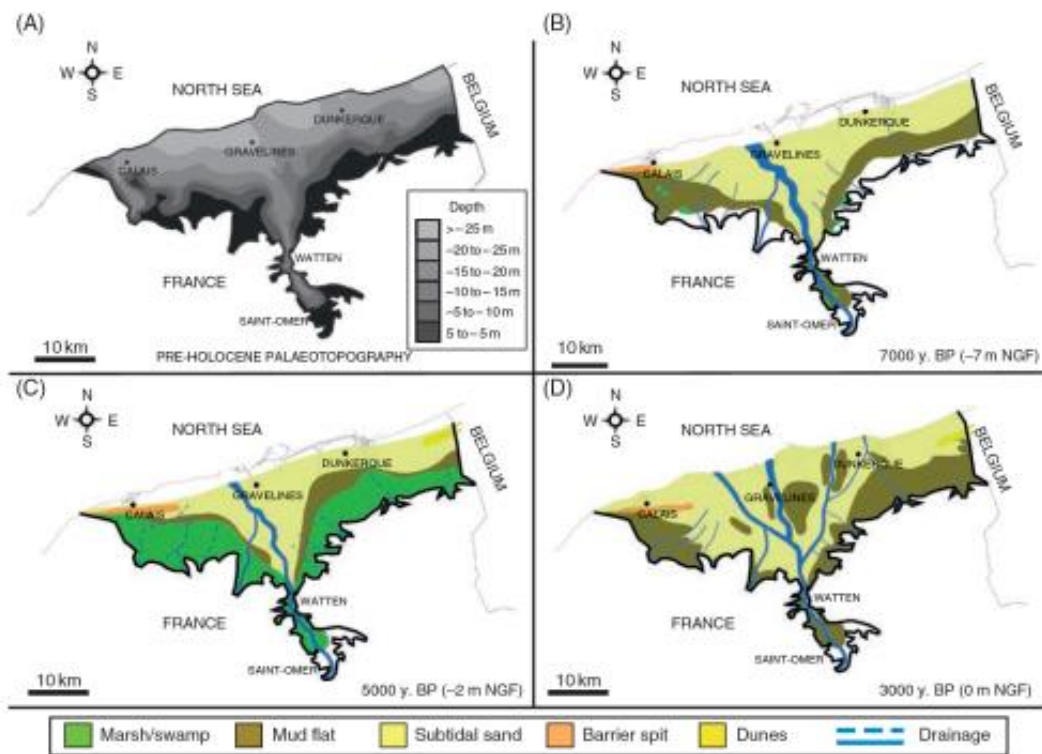 (A)
N
W E
S
NORTH SEA
BELGIUM
DUNKERQUE
GRAVELINES
CALAIS
Depth
>–25 m
–20 to –25 m
–15 to –20 m
–10 to –15 m
–5 to –10 m
5 to –5 m
WATTEN
FRANCE
SAINT-OMER
10 km
PRE-HOLOCENE PALAEOTOPOGRAPHY
(B)
N
W E
S
NORTH SEA
BELGIUM
DUNKERQUE
GRAVELINES
CALAIS
WATTEN
FRANCE
SAINT-OMER
10 km
7000 y. BP (–7 m NGF)
(C)
N
W E
S
NORTH SEA
BELGIUM
DUNKERQUE
GRAVELINES
CALAIS
WATTEN
FRANCE
SAINT-OMER
10 km
5000 y. BP (–2 m NGF)
(D)
N
W E
S
NORTH SEA
BELGIUM
DUNKERQUE
GRAVELINES
CALAIS
WATTEN
FRANCE
SAINT-OMER
10 km
3000 y. BP (0 m NGF)
Marsh/swamp
Mud flat
Subtidal sand
Barrier spit
Dunes
Drainage